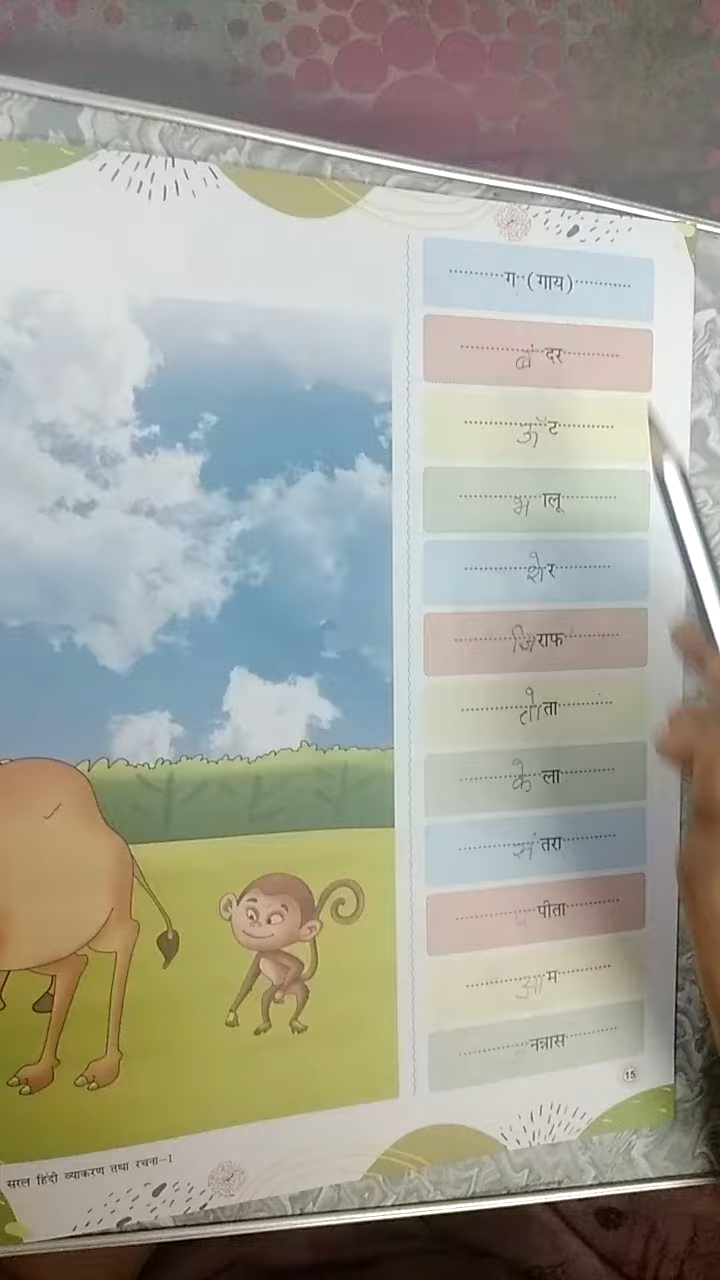 ग (गाय)
बंदर
ऊँट
भालू
शेर
जिराफ
तोता
केला
संतरा
पपीता
आम
नन्नास
15
सरल हिंदी व्याकरण तथा रचना-1